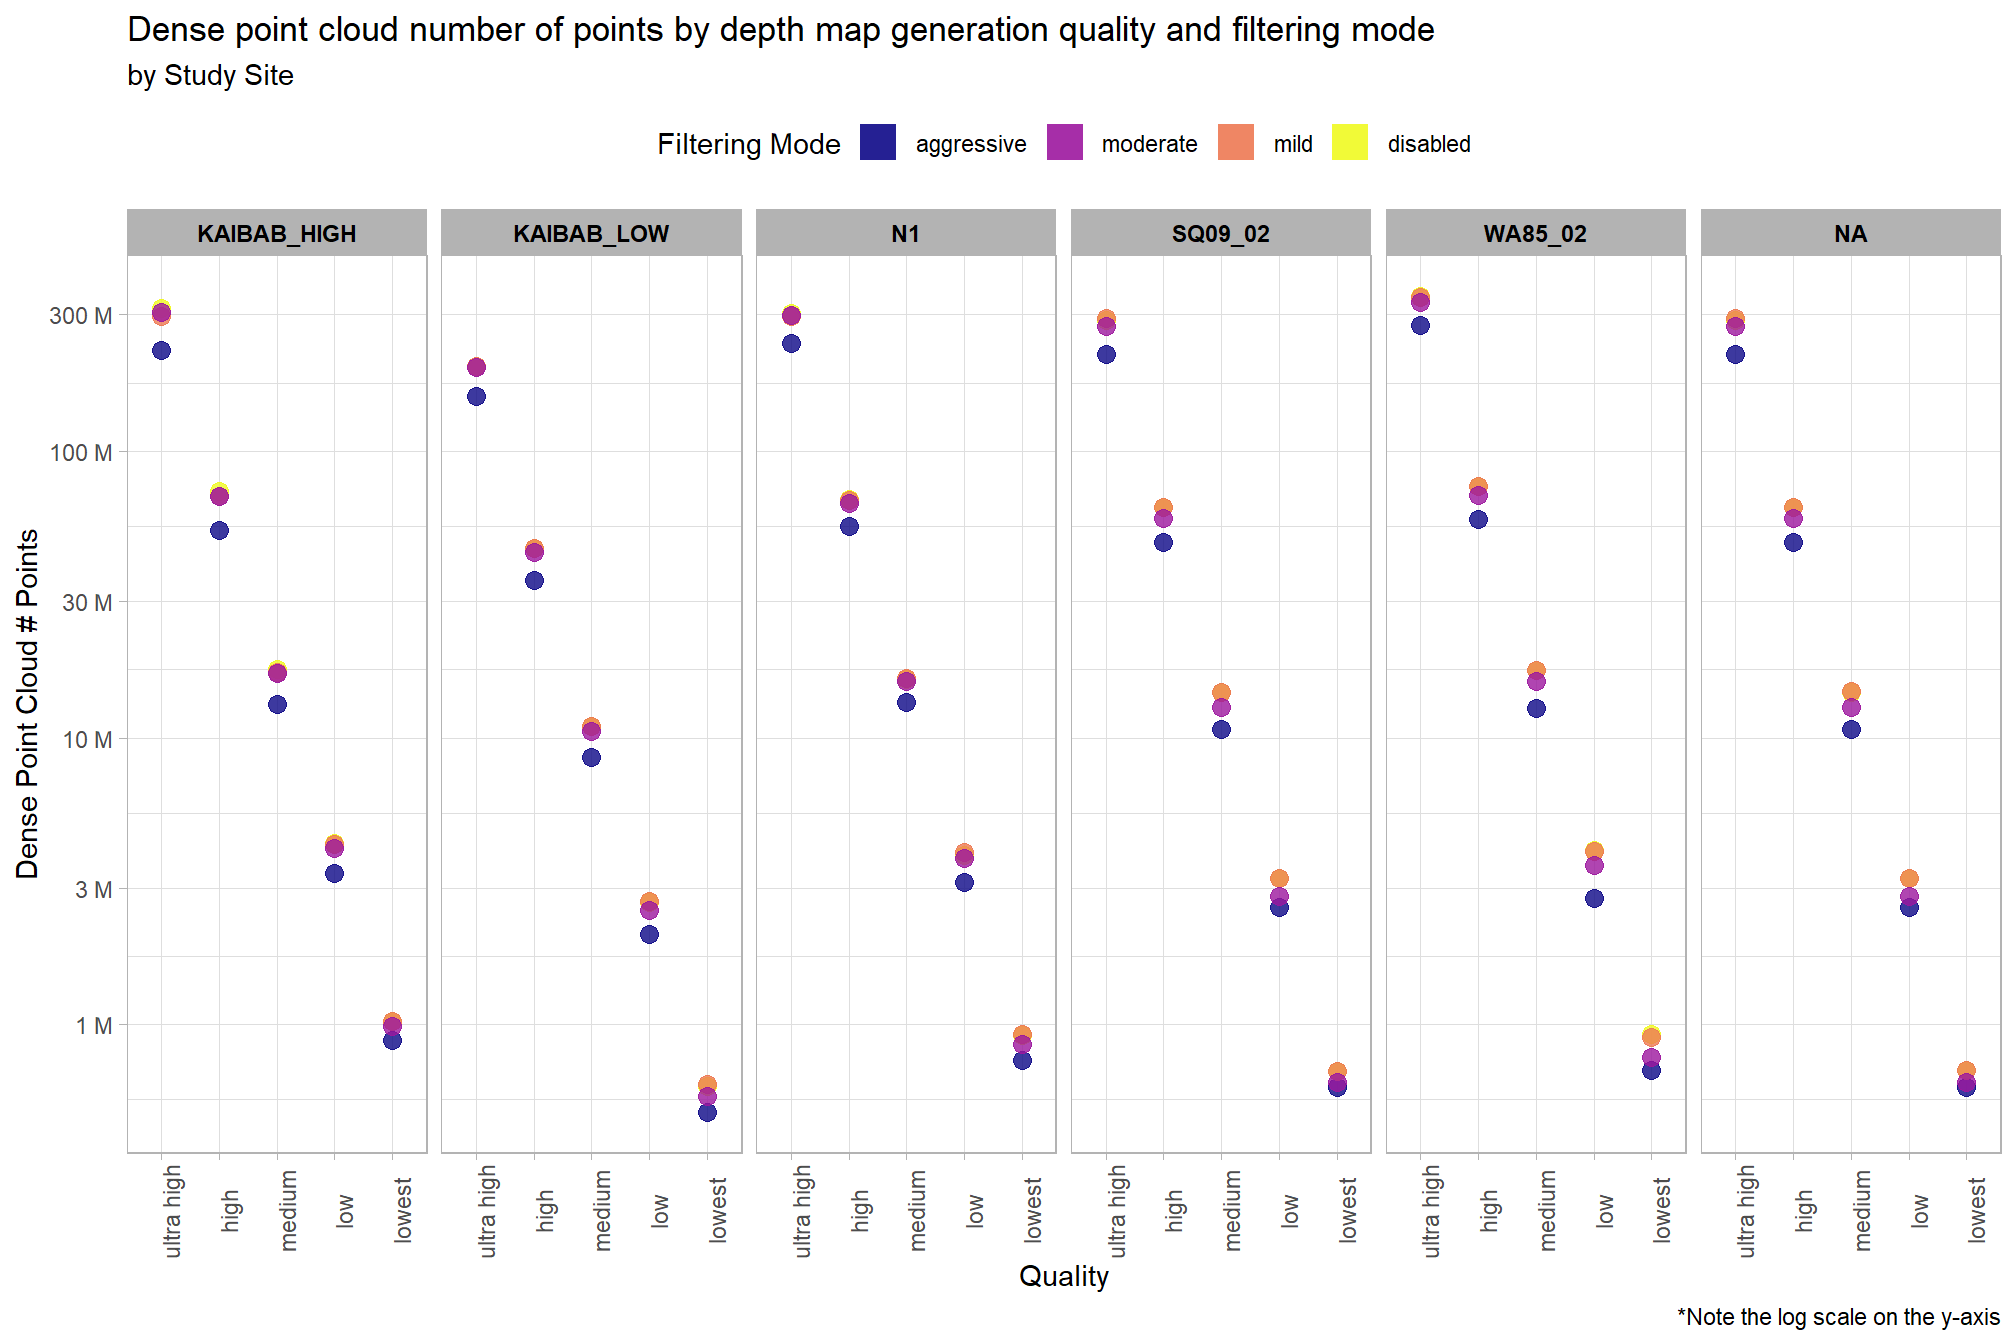 Dense point cloud number of points by depth map generation quality and filtering mode
by Study Site
Filtering Mode aggressive moderate mild disabled
KAIBAB_HIGH KAIBAB_LOW N1 SQ09_02 WA85_02 NA
300 M
100 M
30 M
10 M
3 M
1 M
Dense Point Cloud # Points
ultra high high medium low lowest ultra high high medium low lowest ultra high high medium low lowest ultra high high medium low lowest ultra high high medium low lowest ultra high high medium low lowest
Quality
*Note the log scale on the y-axis